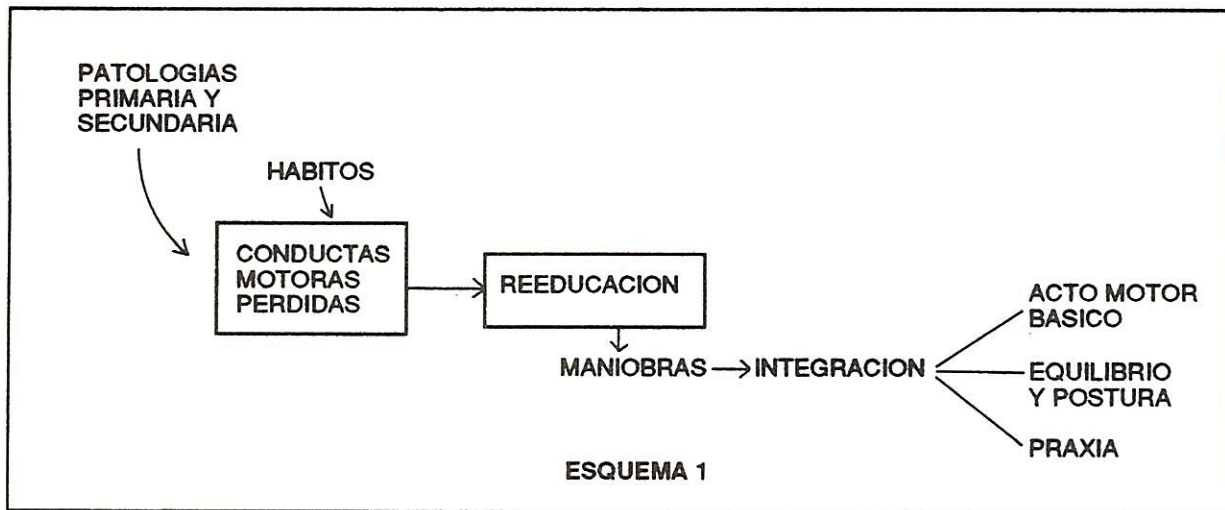 PATOLOGIAS
PRIMARIA Y
SECUNDARIA
HABITOS
CONDUCTAS
MOTORAS
PERDIDAS
REEDUCACION
MANIOBRAS
INTEGRACION
ACTO MOTOR
BASICO
EQUILIBRIO
Y POSTURA
PRAXIA
ESQUEMA 1